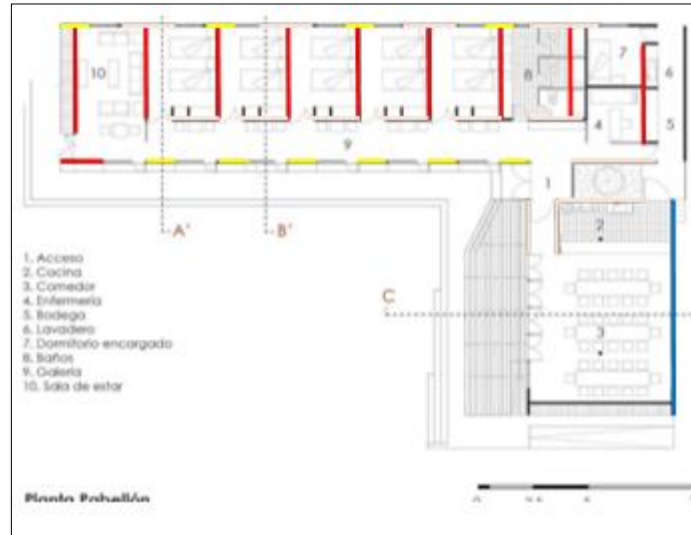 10
7
6
8
4
5
9
1
A'
B'
2
C
3
1. Acceso
2. Cocina
3. Comedor
4. Enfermería
5. Bodega
6. Lavadero
7. Dormitorio encargado
8. Baños
9. Galería
10. Sala de estar
Planta Pabellón